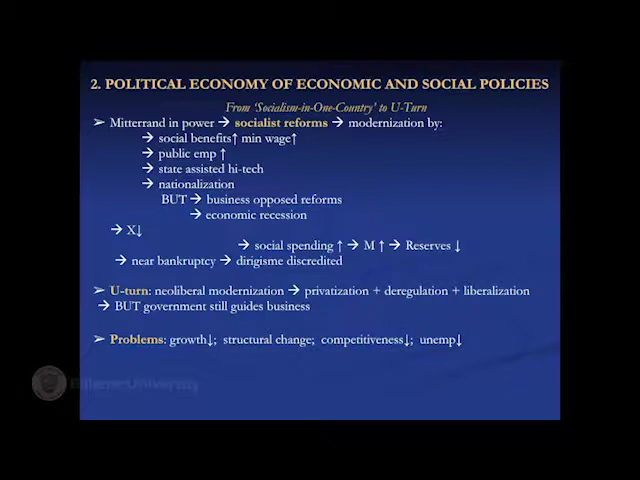 2. POLITICAL ECONOMY OF ECONOMIC AND SOCIAL POLICIES
From 'Socialism-in-One-Country' to U-Turn
➢ Mitterrand in power → socialist reforms → modernization by:
→ social benefits↑ min wage↑
→ public emp ↑
→ state assisted hi-tech
→ nationalization
BUT → business opposed reforms
→ economic recession
→ X↓
→ social spending ↑ → M ↑ → Reserves ↓
→ near bankruptcy → dirigisme discredited
➢ U-turn: neoliberal modernization → privatization + deregulation + liberalization
→ BUT government still guides business
➢ Problems: growth↓; structural change; competitiveness↓; unemp↓
Bilkent University